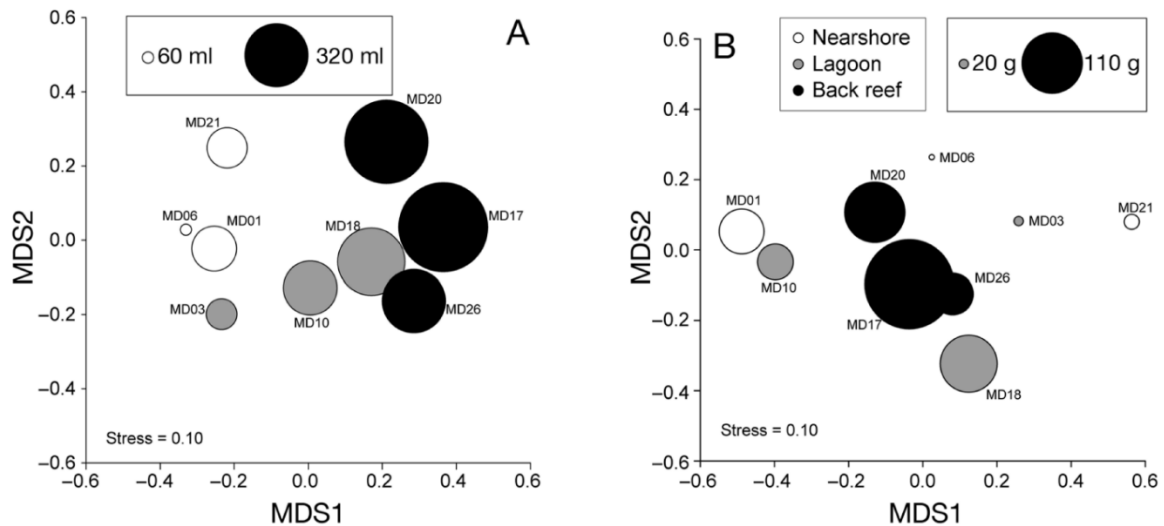 A
60 ml 320 ml
0.6
0.4
0.2
0.0
−0.2
−0.4
−0.6
MDS2
MD20
MD21
MD17
MD06
MD01
MD18
MD03
MD10
MD26
Stress = 0.10
−0.6 −0.4 −0.2 0.0 0.2 0.4 0.6
MDS1
B
Nearshore
Lagoon
Back reef
20 g 110 g
0.6
0.4
0.2
0.0
−0.2
−0.4
−0.6
MD06
MD20
MD01
MD03
MD21
MD10
MD26
MD17
MD18
Stress = 0.10
−0.6 −0.4 −0.2 0.0 0.2 0.4 0.6
MDS1